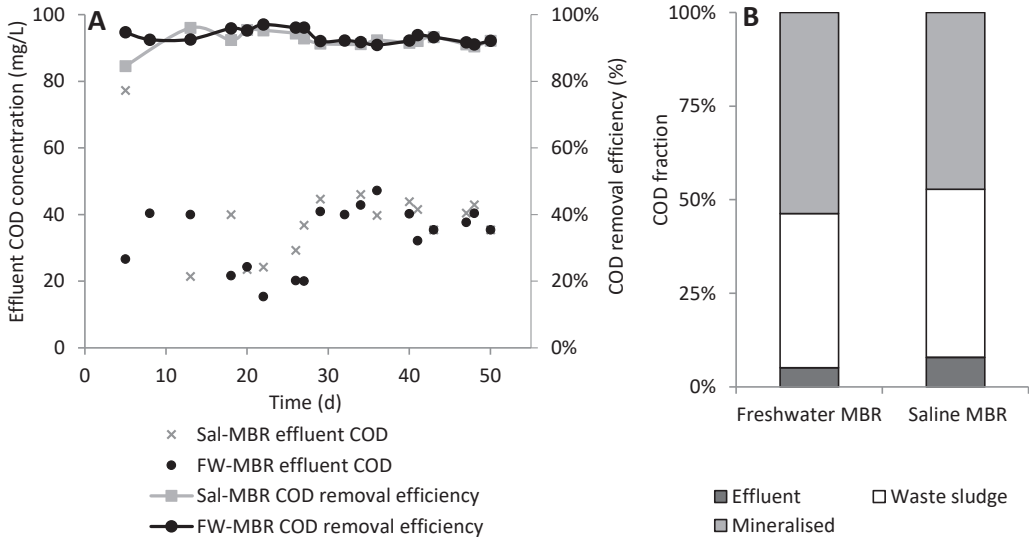 A
Effluent COD concentration (mg/L)
100
80
60
40
20
0
0
10
20
30
40
50
Time (d)
100%
80%
60%
40%
20%
0%
COD removal efficiency (%)
Sal-MBR effluent COD
FW-MBR effluent COD
Sal-MBR COD removal efficiency
FW-MBR COD removal efficiency
B
COD fraction
100%
75%
50%
25%
0%
Freshwater MBR
Saline MBR
Effluent
Waste sludge
Mineralised